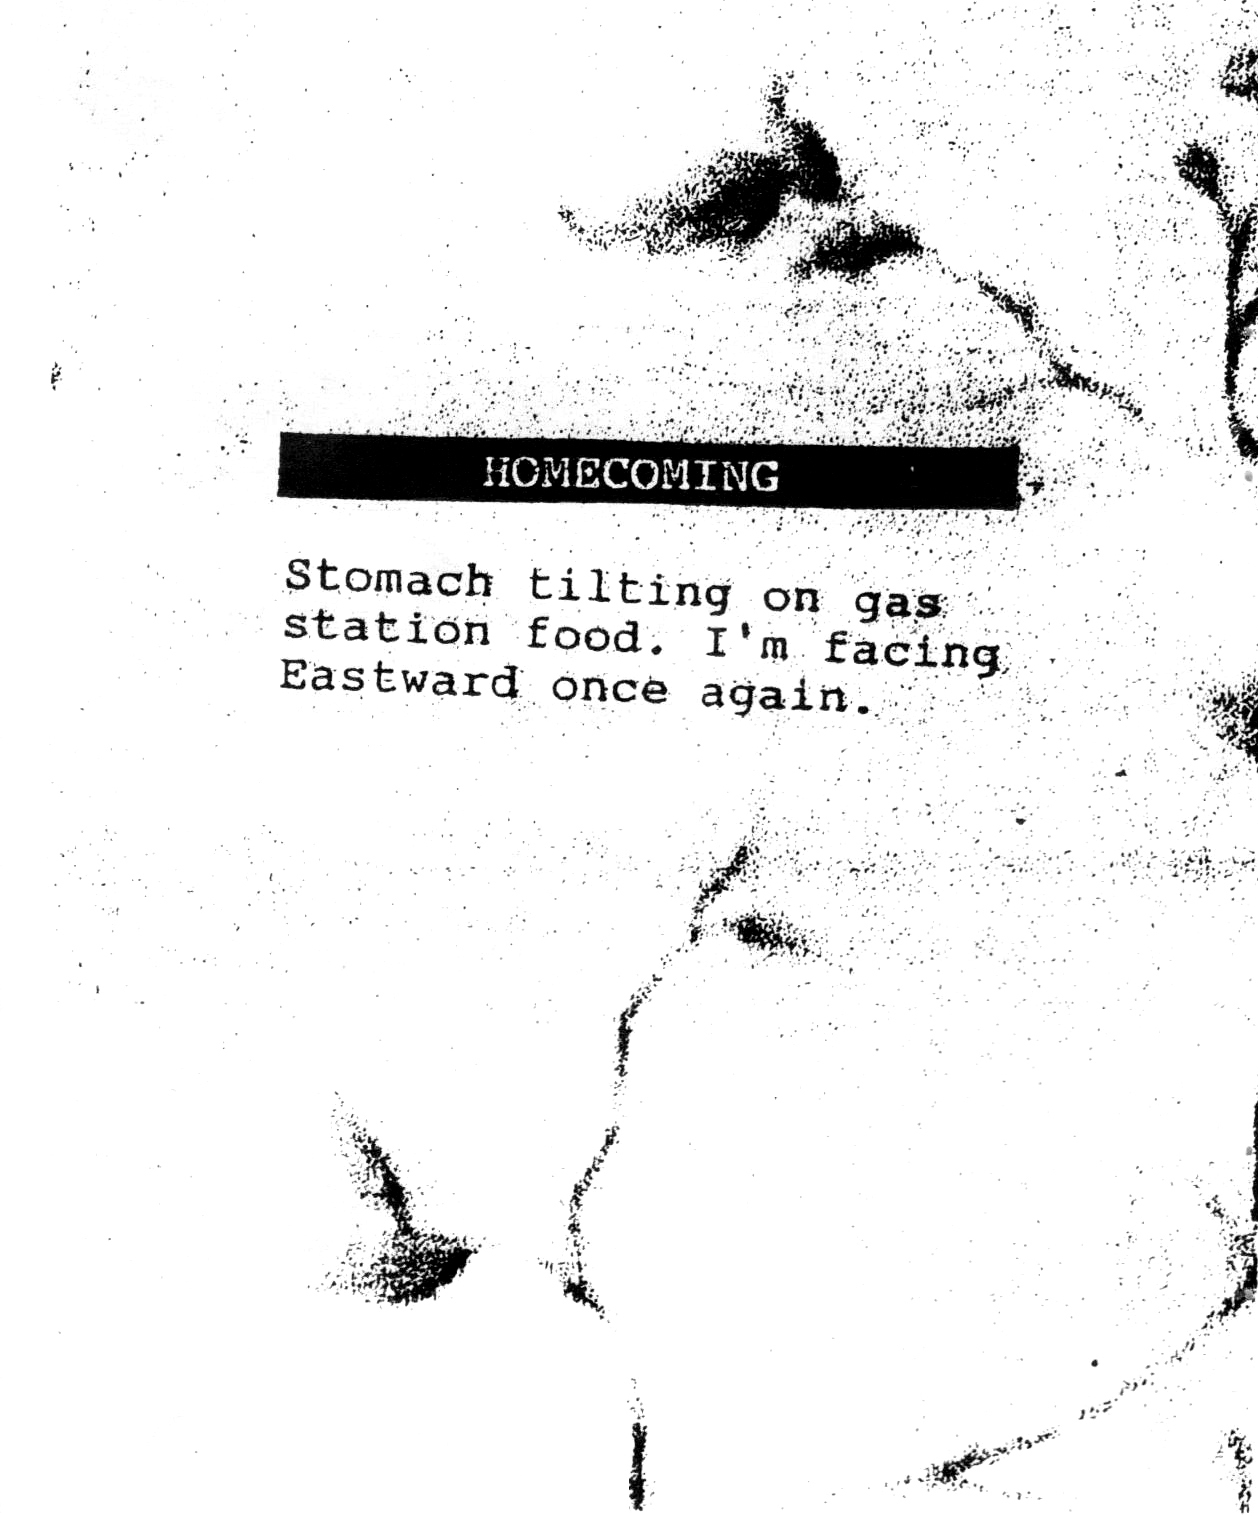 HOMECOMING
Stomach tilting on gas
station food. I'm facing
Eastward once again.